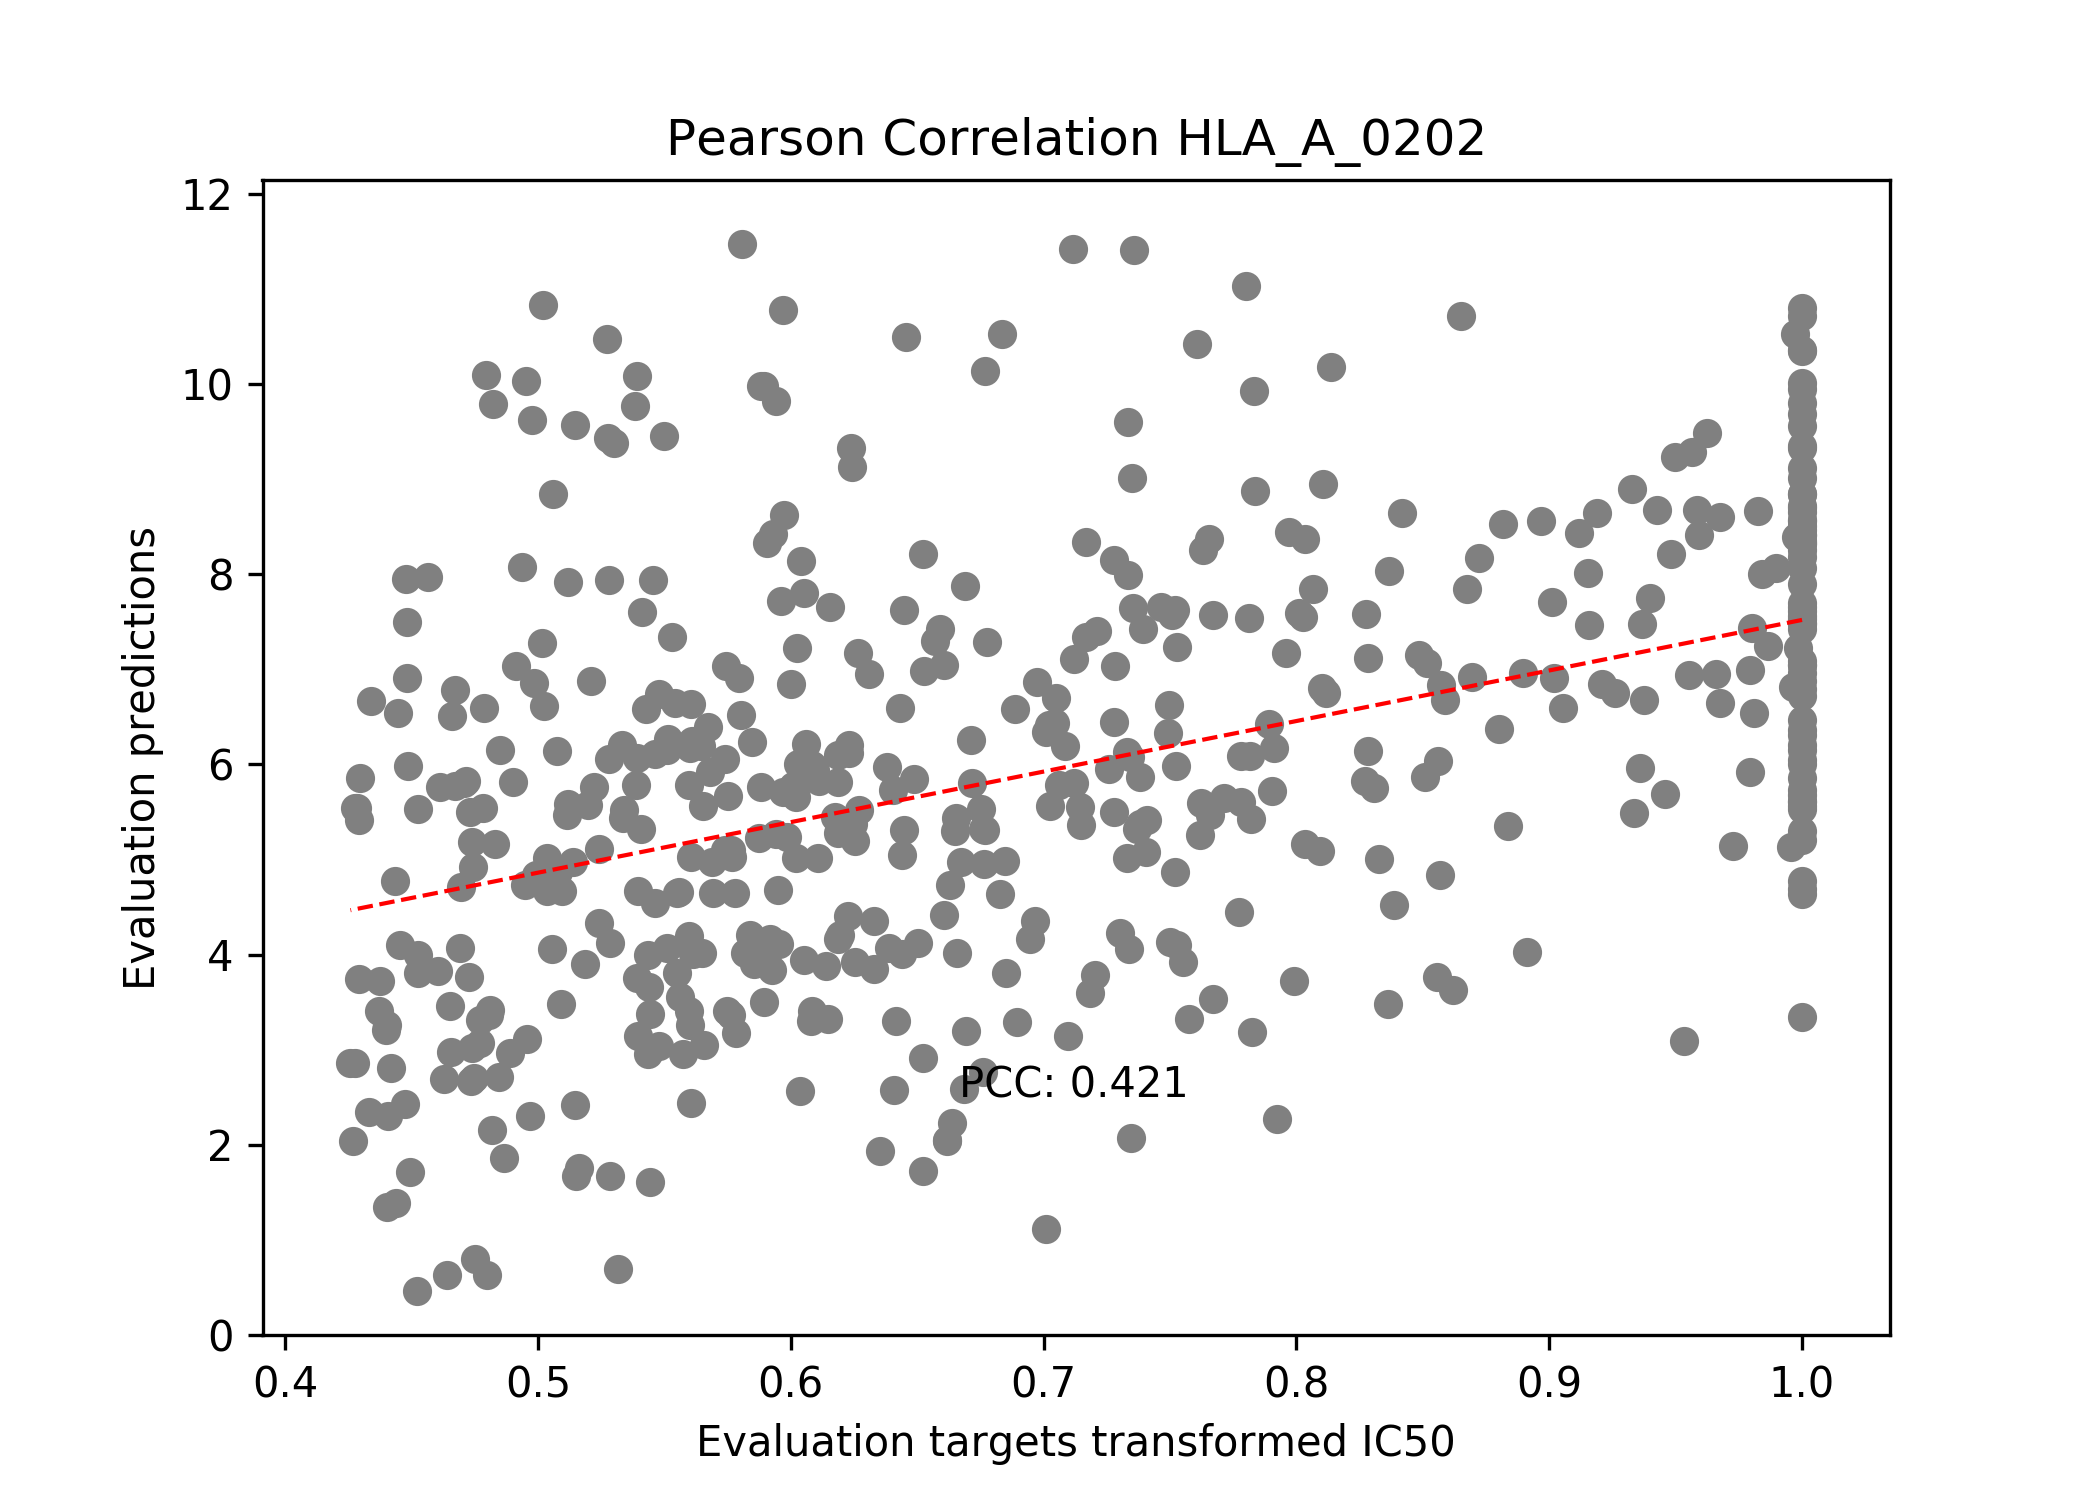 Pearson Correlation HLA_A_0202
12
10
8
6
4
2
0
Evaluation predictions
PCC: 0.421
0.4 0.5 0.6 0.7 0.8 0.9 1.0
Evaluation targets transformed IC50